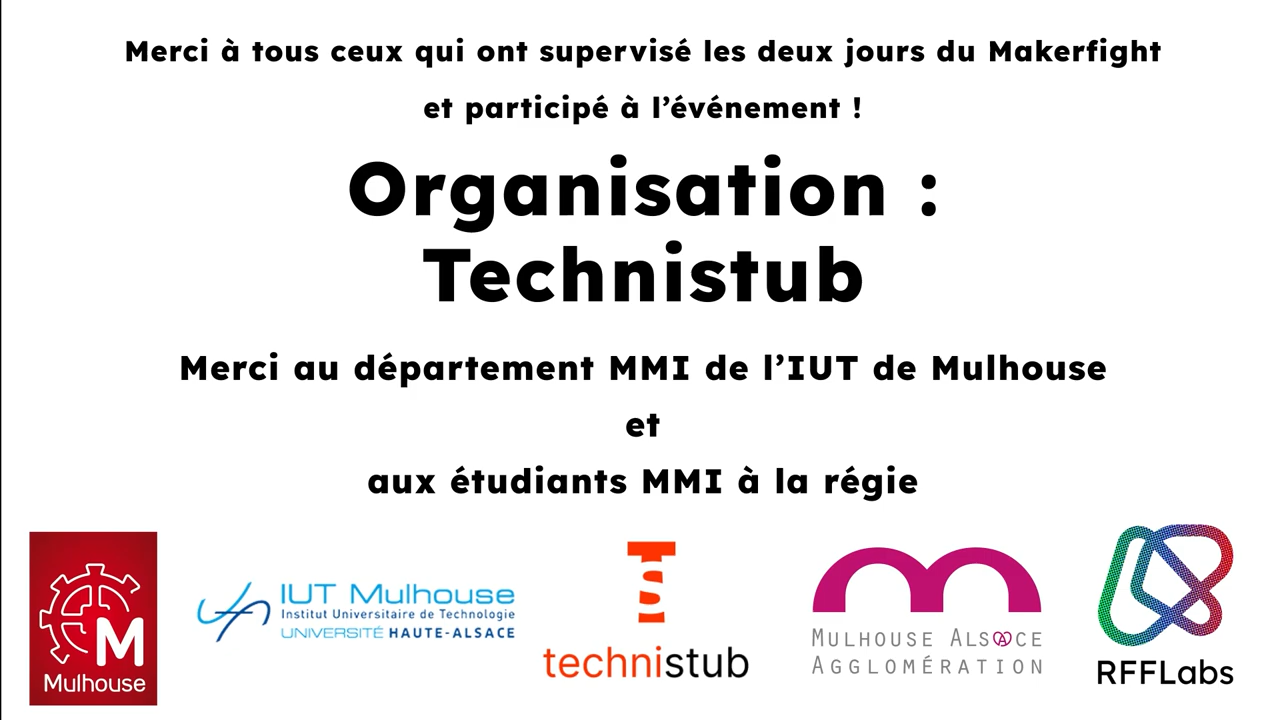 Merci à tous ceux qui ont supervisé les deux jours du Makerfight
et participé à l’événement !
Organisation :
Technistub
Merci au département MMI de l’IUT de Mulhouse
et
aux étudiants MMI à la régie
M
Mulhouse
IUT Mulhouse
Institut Universitaire de Technologie
UNIVERSITÉ HAUTE-ALSACE
TS
technistub
MULHOUSE ALSACE
AGGLOMÉRATION
RFFLabs